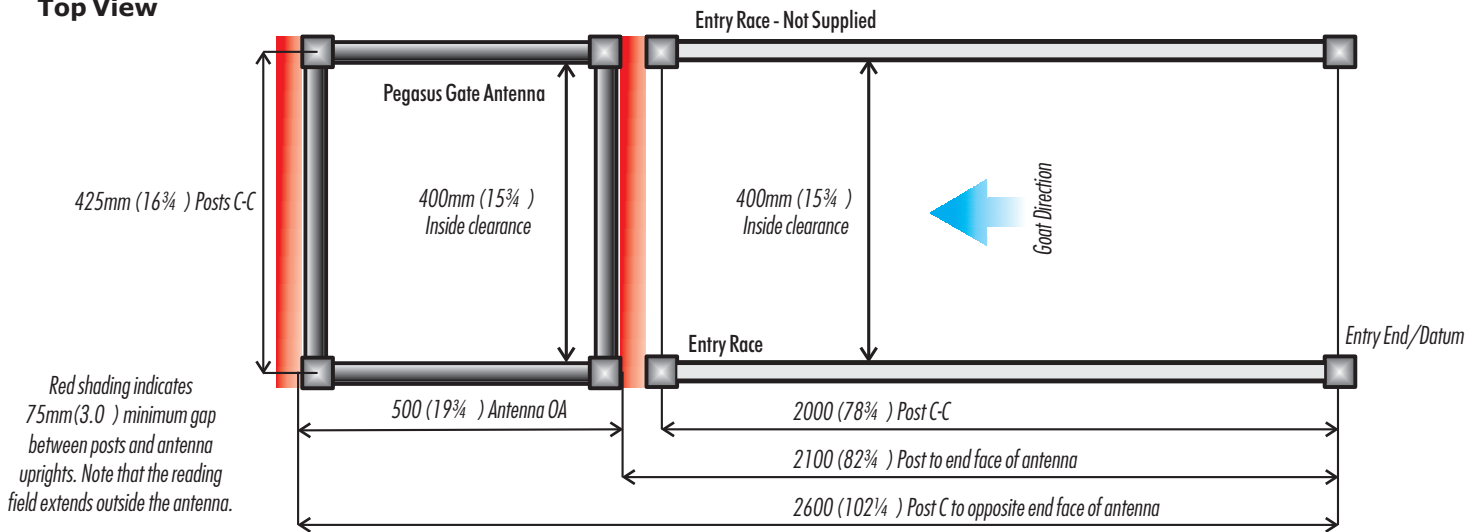 Top View
Entry Race - Not Supplied
Pegasus Gate Antenna
425mm (16¾ ) Posts C-C
400mm (15¾ )
Inside clearance
400mm (15¾ )
Inside clearance
Goat Direction
Entry Race
Entry End/Datum
Red shading indicates
75mm(3.0 ) minimum gap
between posts and antenna
uprights. Note that the reading
field extends outside the antenna.
500 (19¾ ) Antenna OA
2000 (78¾ ) Post C-C
2100 (82¾ ) Post to end face of antenna
2600 (102¼ ) Post C to opposite end face of antenna